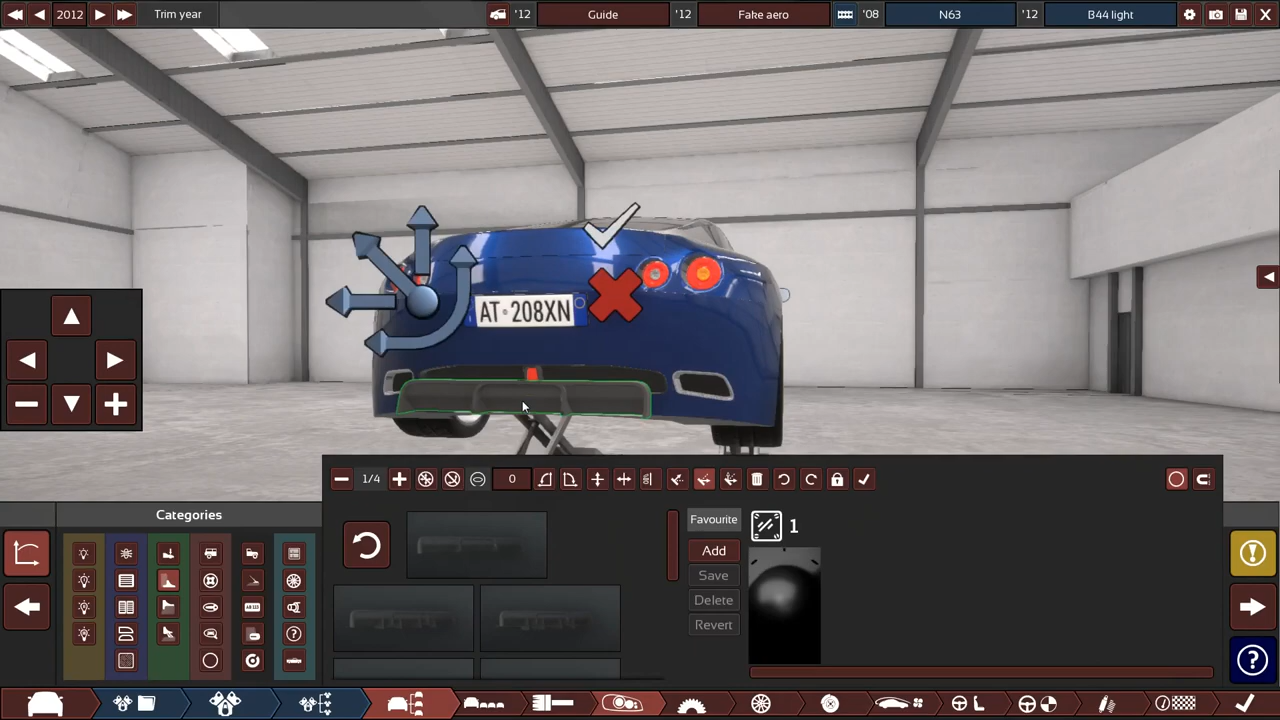 2012 Trim year '12 Guide '12 Fake aero '08 N63 '12 B44 light
AT 208XN
1/4 0
Categories
Favourite 1
Add
Save
Delete
Revert